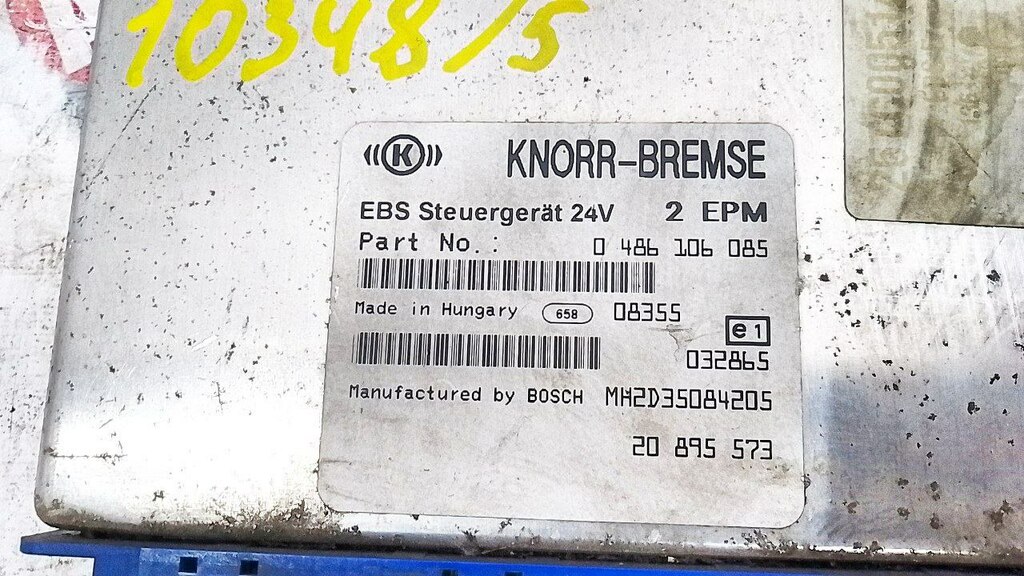 10348/5
K
KNORR-BREMSE
EBS Steuergerät 24V 2 EPM
Part No.: 0 486 106 085
Made in Hungary 658 08355
e1
032865
Manufactured by BOSCH MH2D35084205
20 895 573